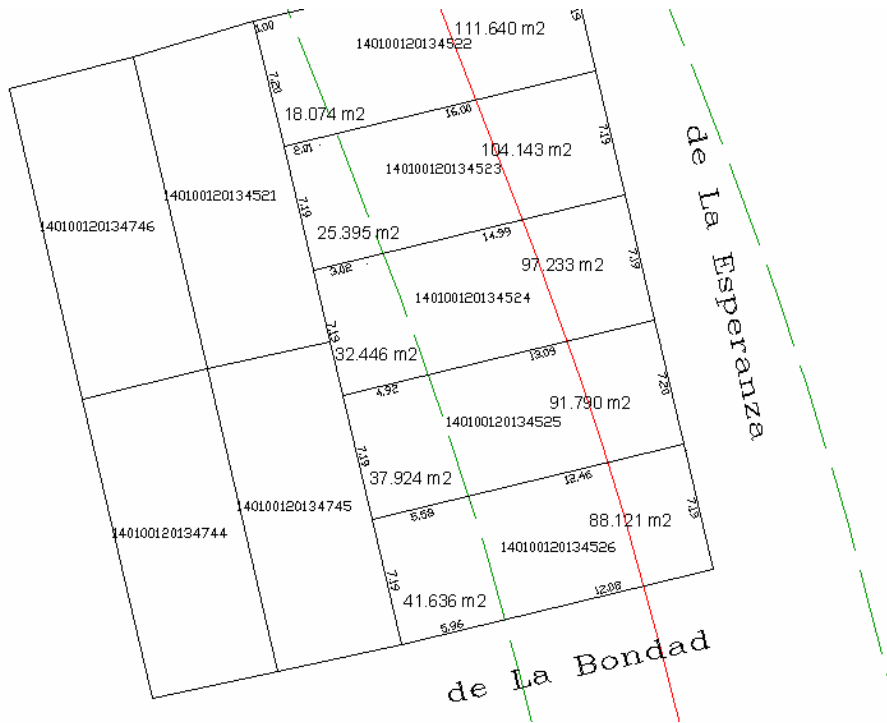 111.640 m2
7.19
1.00
140100120134522
7.20
18.074 m2
16.00
7.19
2.01
104.143 m2
140100120134523
140100120134521
140100120134746
7.19
25.395 m2
14.99
7.19
3.02
97.233 m2
140100120134524
7.19
32.446 m2
13.09
7.20
4.92
91.790 m2
140100120134525
7.19
37.924 m2
12.46
7.19
5.59
88.121 m2
140100120134745
140100120134744
140100120134526
7.19
41.636 m2
12.08
5.96
de La Esperanza
de La Bondad